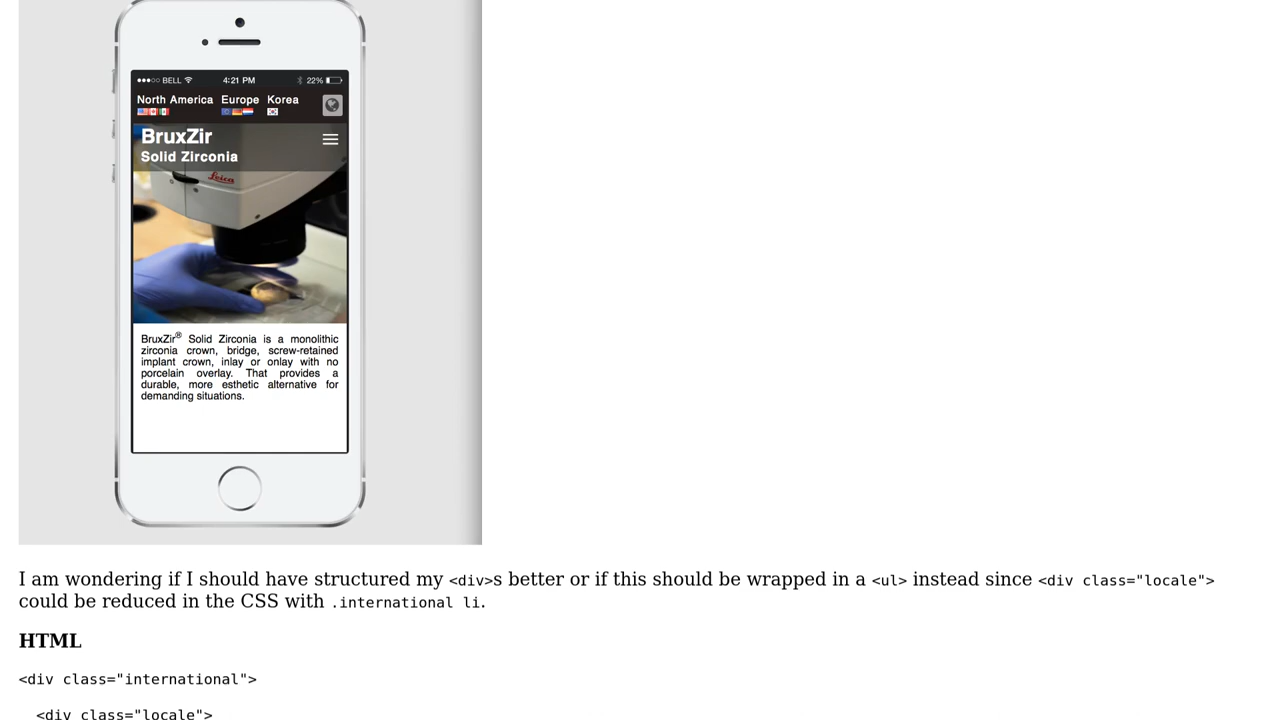 ●●●○○ BELL 4:21 PM 22%
North America Europe Korea
BruxZir
Solid Zirconia
Leica
BruxZir® Solid Zirconia is a monolithic
zirconia crown, bridge, screw-retained
implant crown, inlay or onlay with no
porcelain overlay. That provides a
durable, more esthetic alternative for
demanding situations.
I am wondering if I should have structured my <div>s better or if this should be wrapped in a <ul> instead since <div class="locale">
could be reduced in the CSS with .international li.
HTML
<div class="international">
<div class="locale">